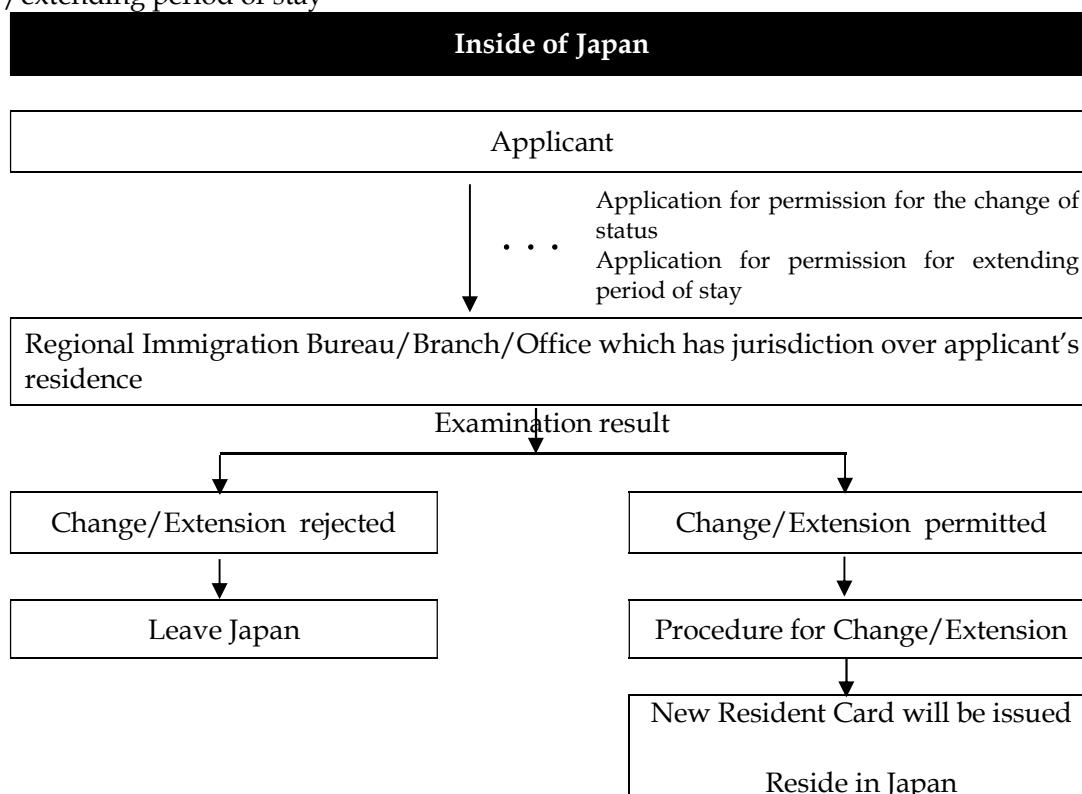 /extending period of stay
Inside of Japan
Applicant
Application for permission for the change of
status
Application for permission for extending
period of stay
. . .
Regional Immigration Bureau/Branch/Office which has jurisdiction over applicant's
residence
Examination result
Change/Extension rejected
Change/Extension permitted
Leave Japan
Procedure for Change/Extension
New Resident Card will be issued
Reside in Japan